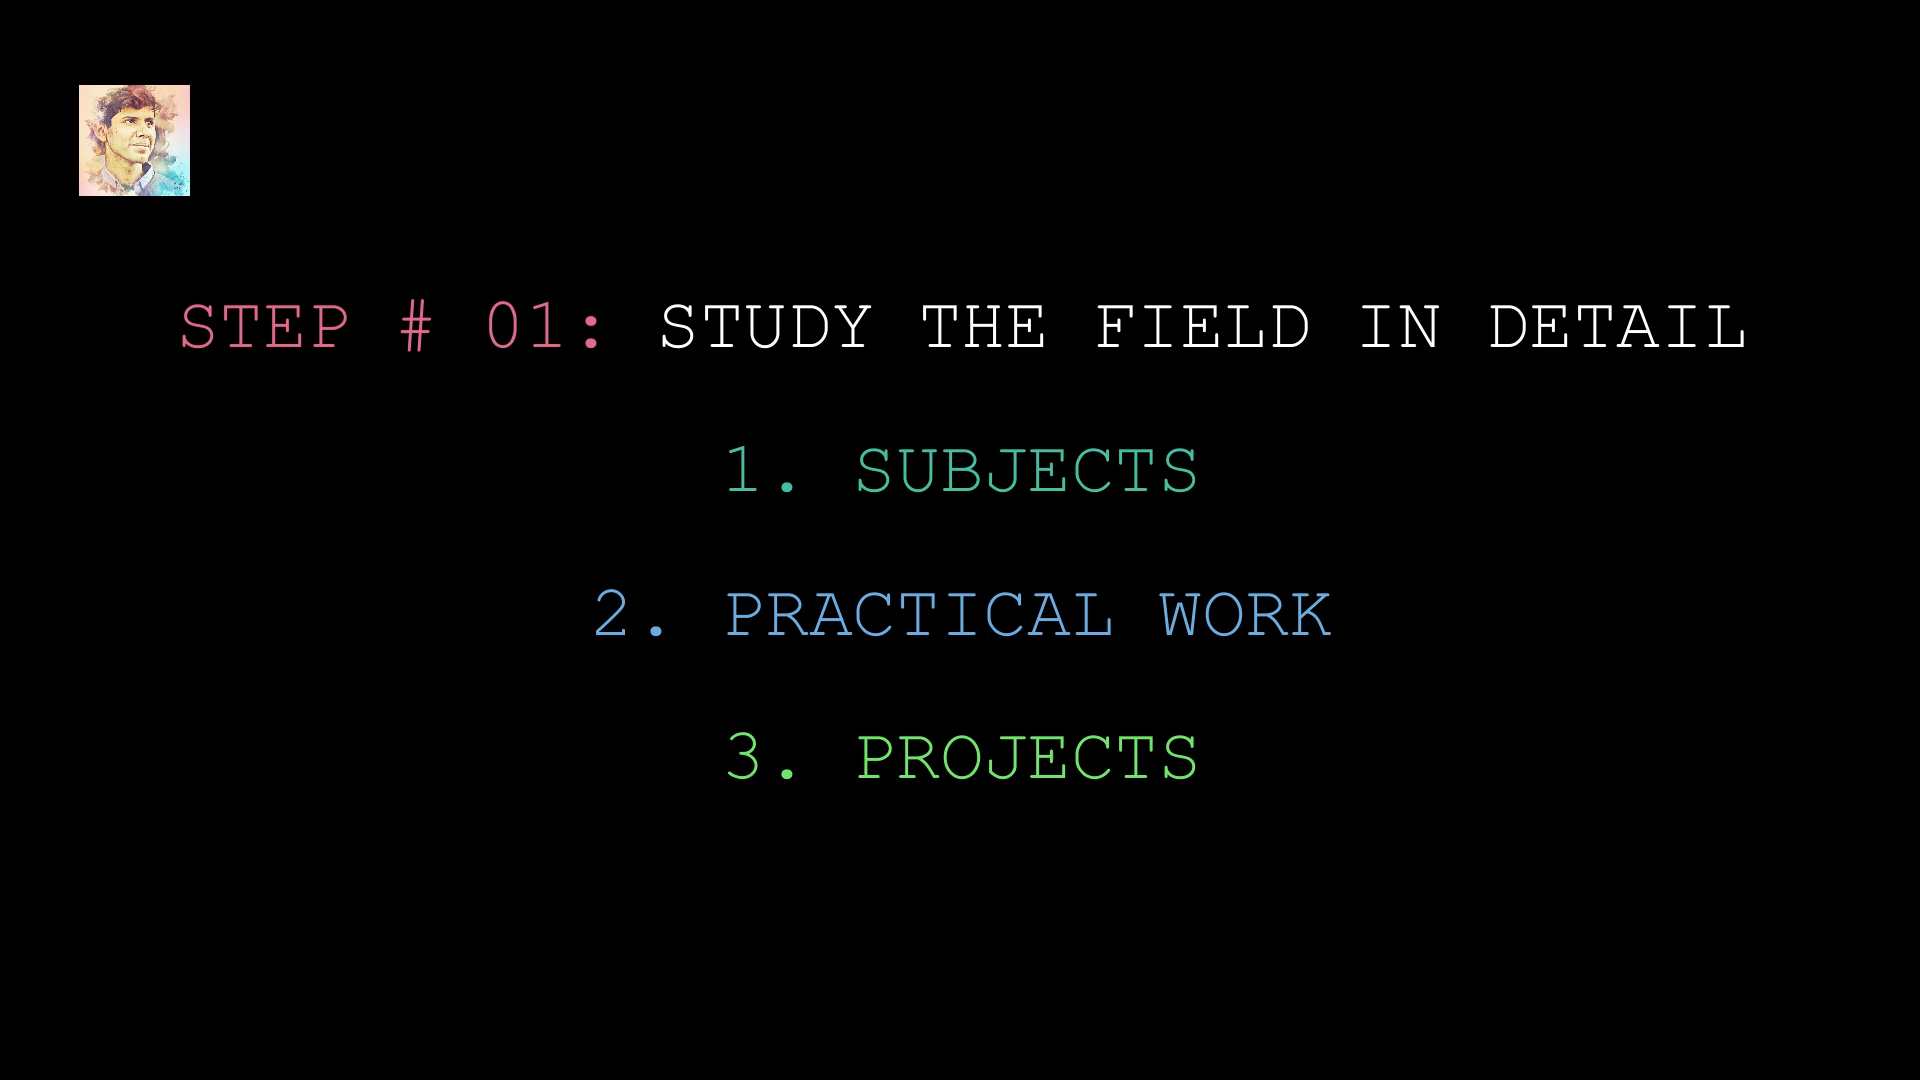 STEP # 01: STUDY THE FIELD IN DETAIL
1. SUBJECTS
2. PRACTICAL WORK
3. PROJECTS